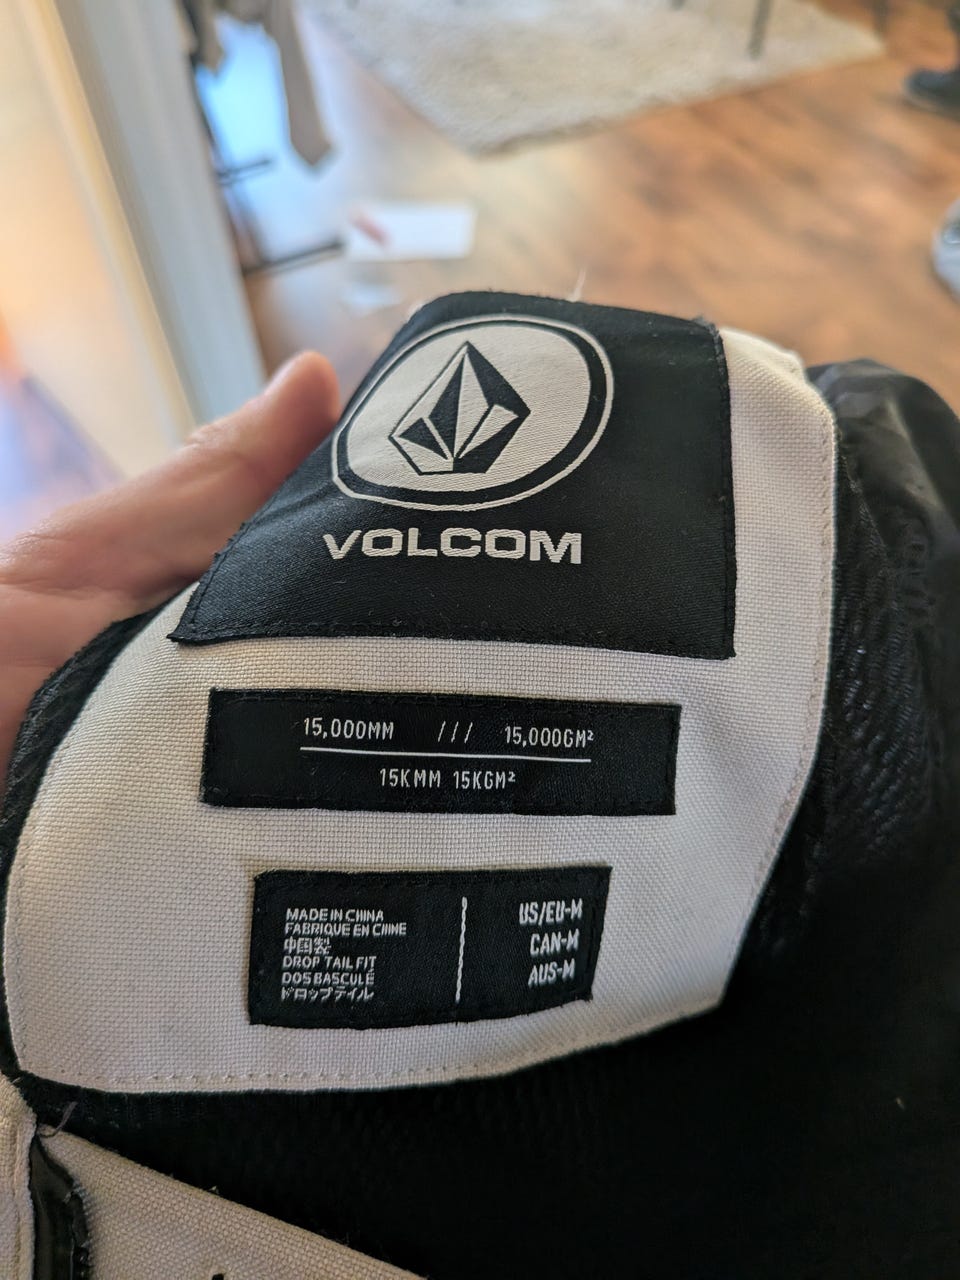 VOLCOM
15,000MM /// 15,000GM²
15KMM 15KGM²
MADE IN CHINA
FABRIQUE EN CHINE
中国製
DROP TAIL FIT
DOS BASCULÉ
ドロップテイル
US/EU-M
CAN-M
AUS-M